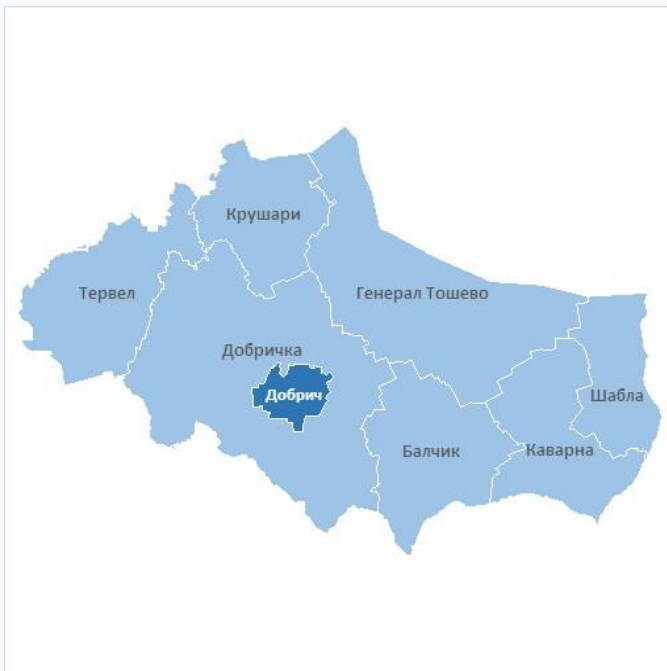 Крушари
Тервел
Генерал Тошево
Добричка
Добрич
Шабла
Балчик
Каварна